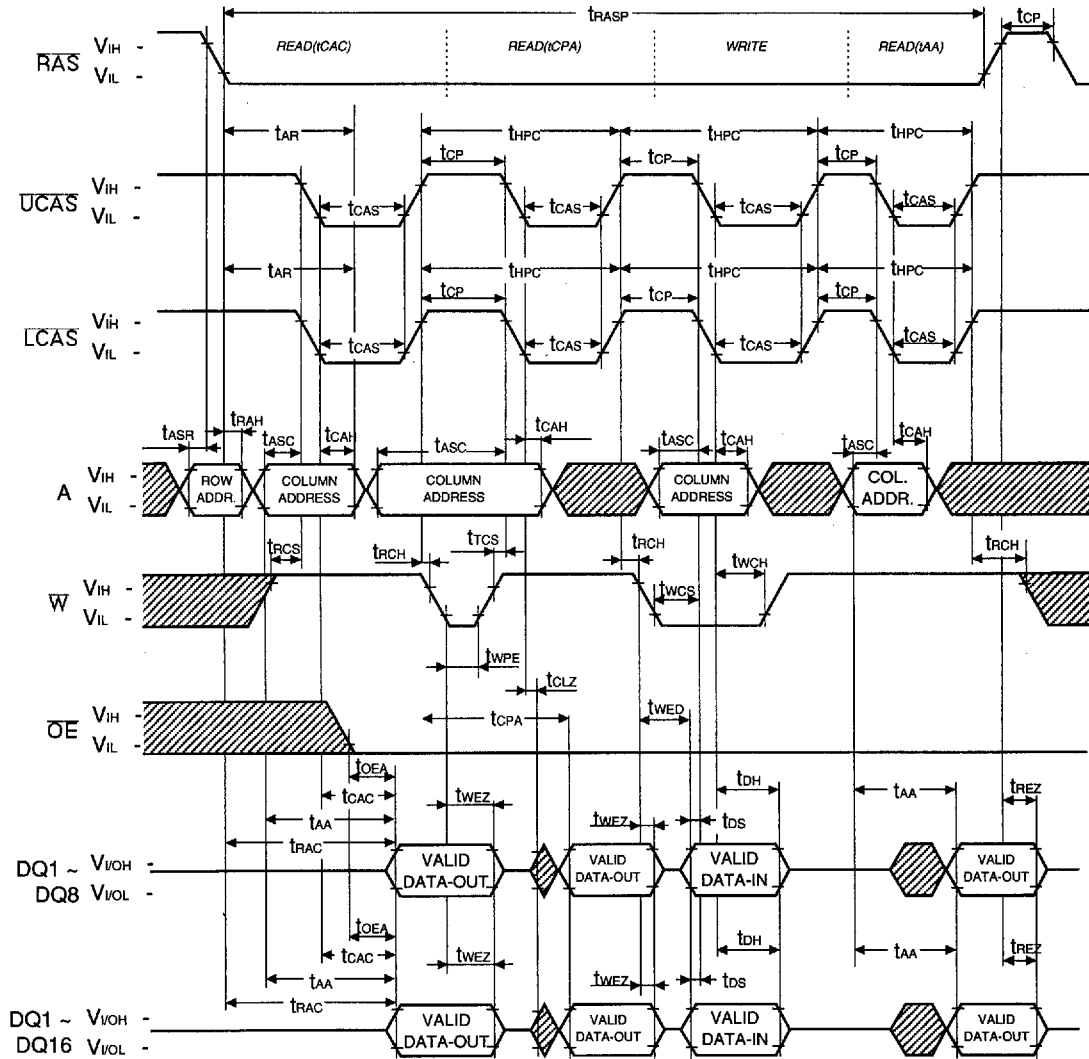 tRASP
tCP
READ(tCAC) READ(tCPA) WRITE READ(tAA)
RAS VIH -
VIL -
tAR tHPC tHPC tHPC
tCP tCP tCP
UCAS VIH -
VIL -
tCAS tCAS tCAS tCAS
tAR tHPC tHPC tHPC
tCP tCP tCP
LCAS VIH -
VIL -
tCAS tCAS tCAS tCAS
tASR tRAH tASC tCAH tASC tCAH tASC tCAH tASC tCAH
A VIH -
VIL -
ROW ADDR. COLUMN ADDRESS COLUMN ADDRESS COLUMN ADDRESS COL. ADDR.
tRCS tRCH tTCS tRCH tWCH tRCH
W VIH -
VIL -
tWCS
tWPE
tCLZ
OE VIH -
VIL -
tCPA tWED
tOEA
tCAC tWEZ tDH
tAA tWEZ tDS tAA tREZ
tRAC
DQ1 ~ VI/OH -
DQ8 VI/OL -
VALID DATA-OUT VALID DATA-OUT VALID DATA-IN VALID DATA-OUT
tOEA
tCAC tWEZ tDH
tAA tWEZ tDS tAA tREZ
tRAC
DQ1 ~ VI/OH -
DQ16 VI/OL -
VALID DATA-OUT VALID DATA-OUT VALID DATA-IN VALID DATA-OUT